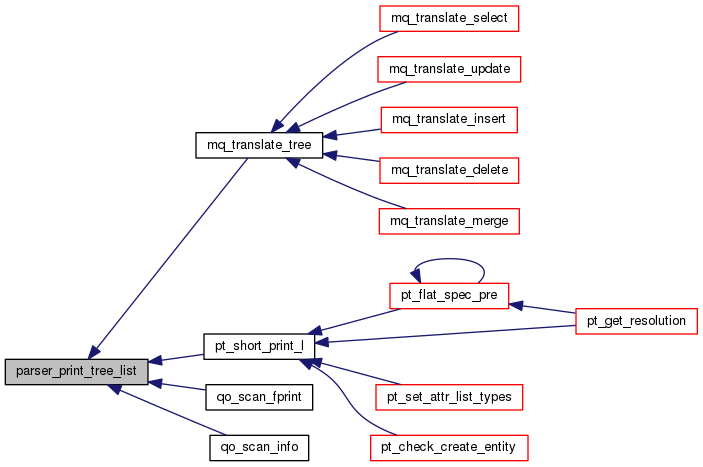 mq_translate_select
mq_translate_update
mq_translate_insert
mq_translate_tree
mq_translate_delete
mq_translate_merge
pt_flat_spec_pre
pt_get_resolution
pt_short_print_l
parser_print_tree_list
qo_scan_fprint
pt_set_attr_list_types
qo_scan_info
pt_check_create_entity